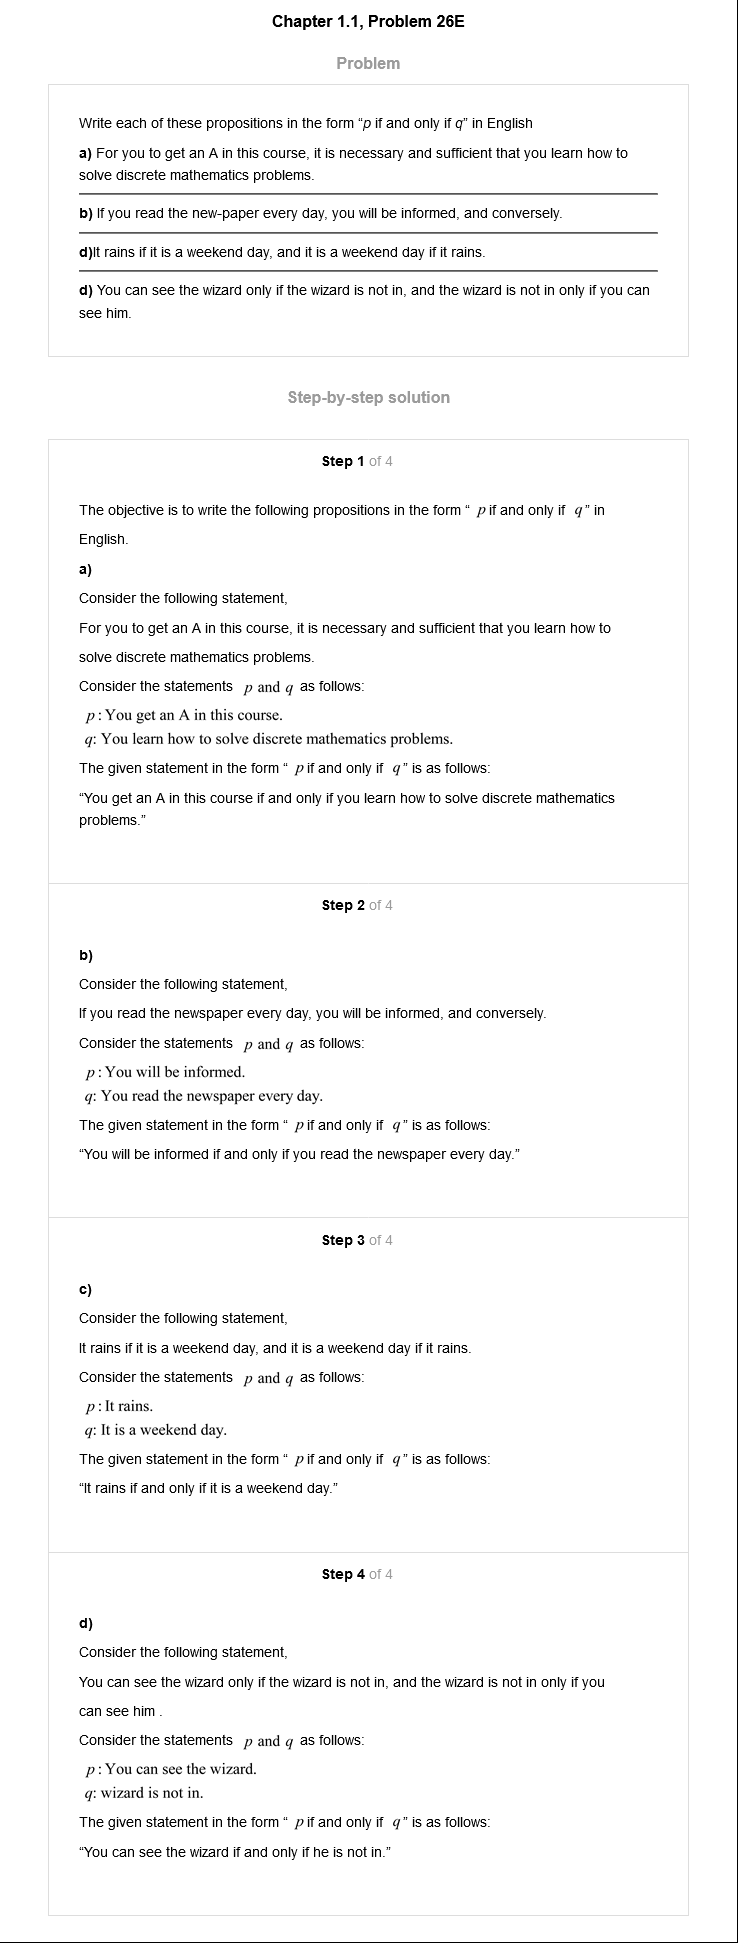 Chapter 1.1, Problem 26E
Problem
Write each of these propositions in the form “p if and only if q” in English
a) For you to get an A in this course, it is necessary and sufficient that you learn how to
solve discrete mathematics problems.
b) If you read the new-paper every day, you will be informed, and conversely.
d)It rains if it is a weekend day, and it is a weekend day if it rains.
d) You can see the wizard only if the wizard is not in, and the wizard is not in only if you can
see him.
Step-by-step solution
Step 1 of 4
The objective is to write the following propositions in the form “ p if and only if q” in
English.
a)
Consider the following statement,
For you to get an A in this course, it is necessary and sufficient that you learn how to
solve discrete mathematics problems.
Consider the statements p and q as follows:
p : You get an A in this course.
q: You learn how to solve discrete mathematics problems.
The given statement in the form “ p if and only if q” is as follows:
“You get an A in this course if and only if you learn how to solve discrete mathematics
problems.”
Step 2 of 4
b)
Consider the following statement,
If you read the newspaper every day, you will be informed, and conversely.
Consider the statements p and q as follows:
p : You will be informed.
q: You read the newspaper every day.
The given statement in the form “ p if and only if q” is as follows:
“You will be informed if and only if you read the newspaper every day.”
Step 3 of 4
c)
Consider the following statement,
It rains if it is a weekend day, and it is a weekend day if it rains.
Consider the statements p and q as follows:
p : It rains.
q: It is a weekend day.
The given statement in the form “ p if and only if q” is as follows:
“It rains if and only if it is a weekend day.”
Step 4 of 4
d)
Consider the following statement,
You can see the wizard only if the wizard is not in, and the wizard is not in only if you
can see him .
Consider the statements p and q as follows:
p : You can see the wizard.
q: wizard is not in.
The given statement in the form “ p if and only if q” is as follows:
“You can see the wizard if and only if he is not in.”